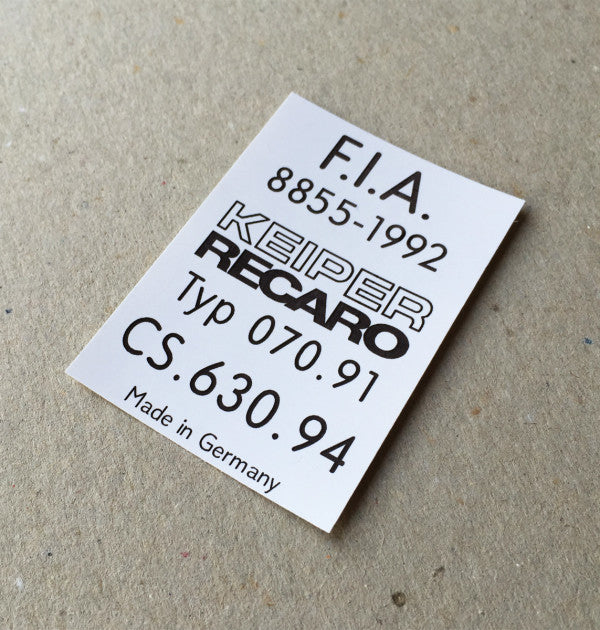 F.I.A.
8855-1992
KEIPER
RECARO
Typ 070.91
CS.630.94
Made in Germany